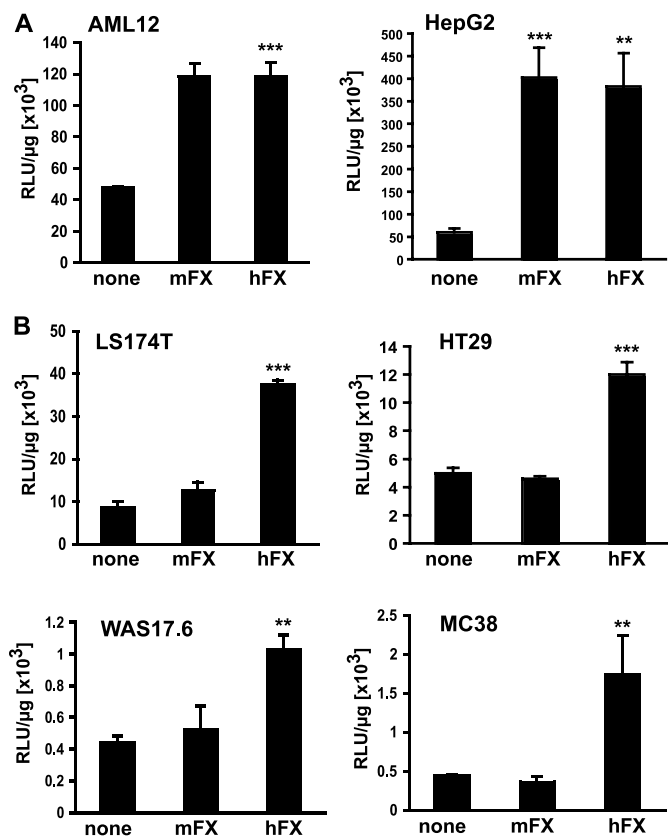 A
AML12
RLU/µg [x10³]
140
120
100
80
60
40
20
0
***
none mFX hFX
HepG2
RLU/µg [x10³]
500
450
400
350
300
250
200
150
100
50
0
*** **
none mFX hFX
B
LS174T
RLU/µg [x10³]
50
40
30
20
10
0
***
none mFX hFX
HT29
RLU/µg [x10³]
14
12
10
8
6
4
2
0
***
none mFX hFX
WAS17.6
RLU/µg [x10³]
1.2
1
0.8
0.6
0.4
0.2
0
**
none mFX hFX
MC38
RLU/µg [x10³]
2.5
2
1.5
1
0.5
0
**
none mFX hFX